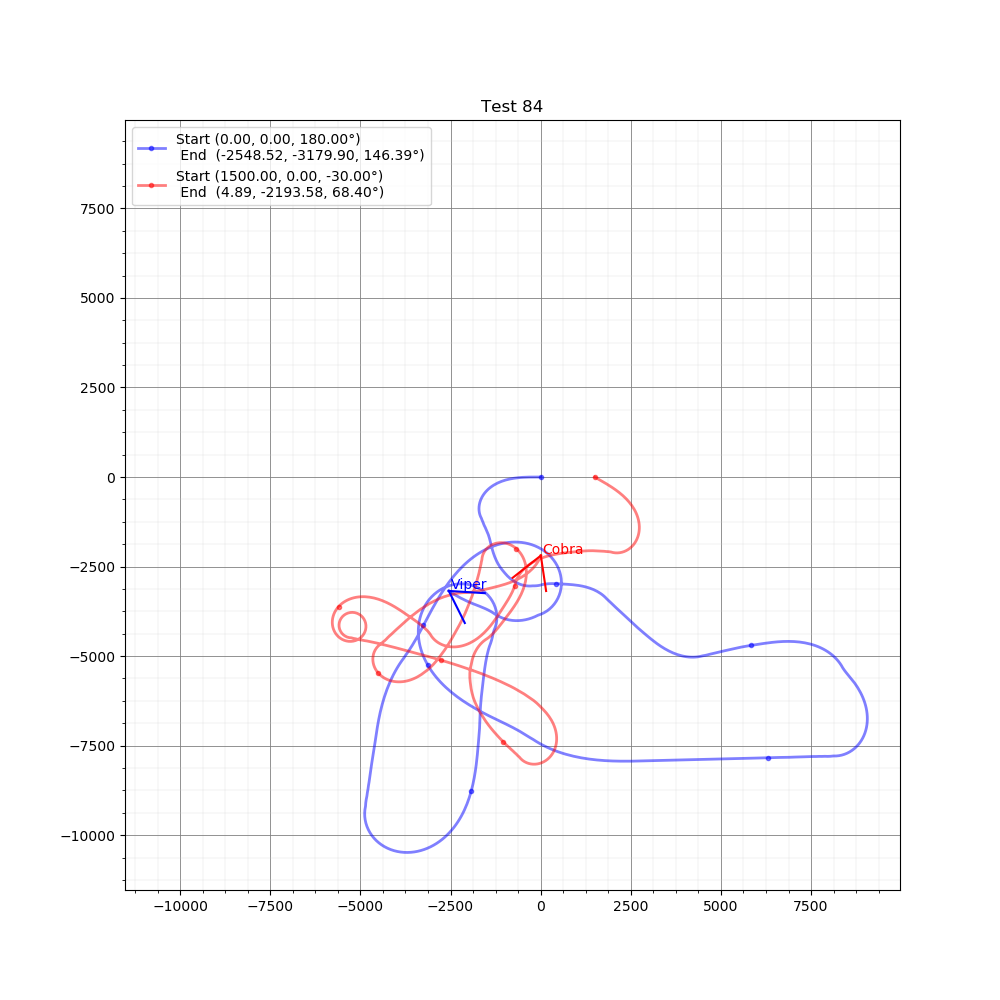 Test 84
Start (0.00, 0.00, 180.00°)
End (-2548.52, -3179.90, 146.39°)
Start (1500.00, 0.00, -30.00°)
End (4.89, -2193.58, 68.40°)
7500
5000
2500
0
−2500
−5000
−7500
−10000
Cobra
Viper
−10000 −7500 −5000 −2500 0 2500 5000 7500